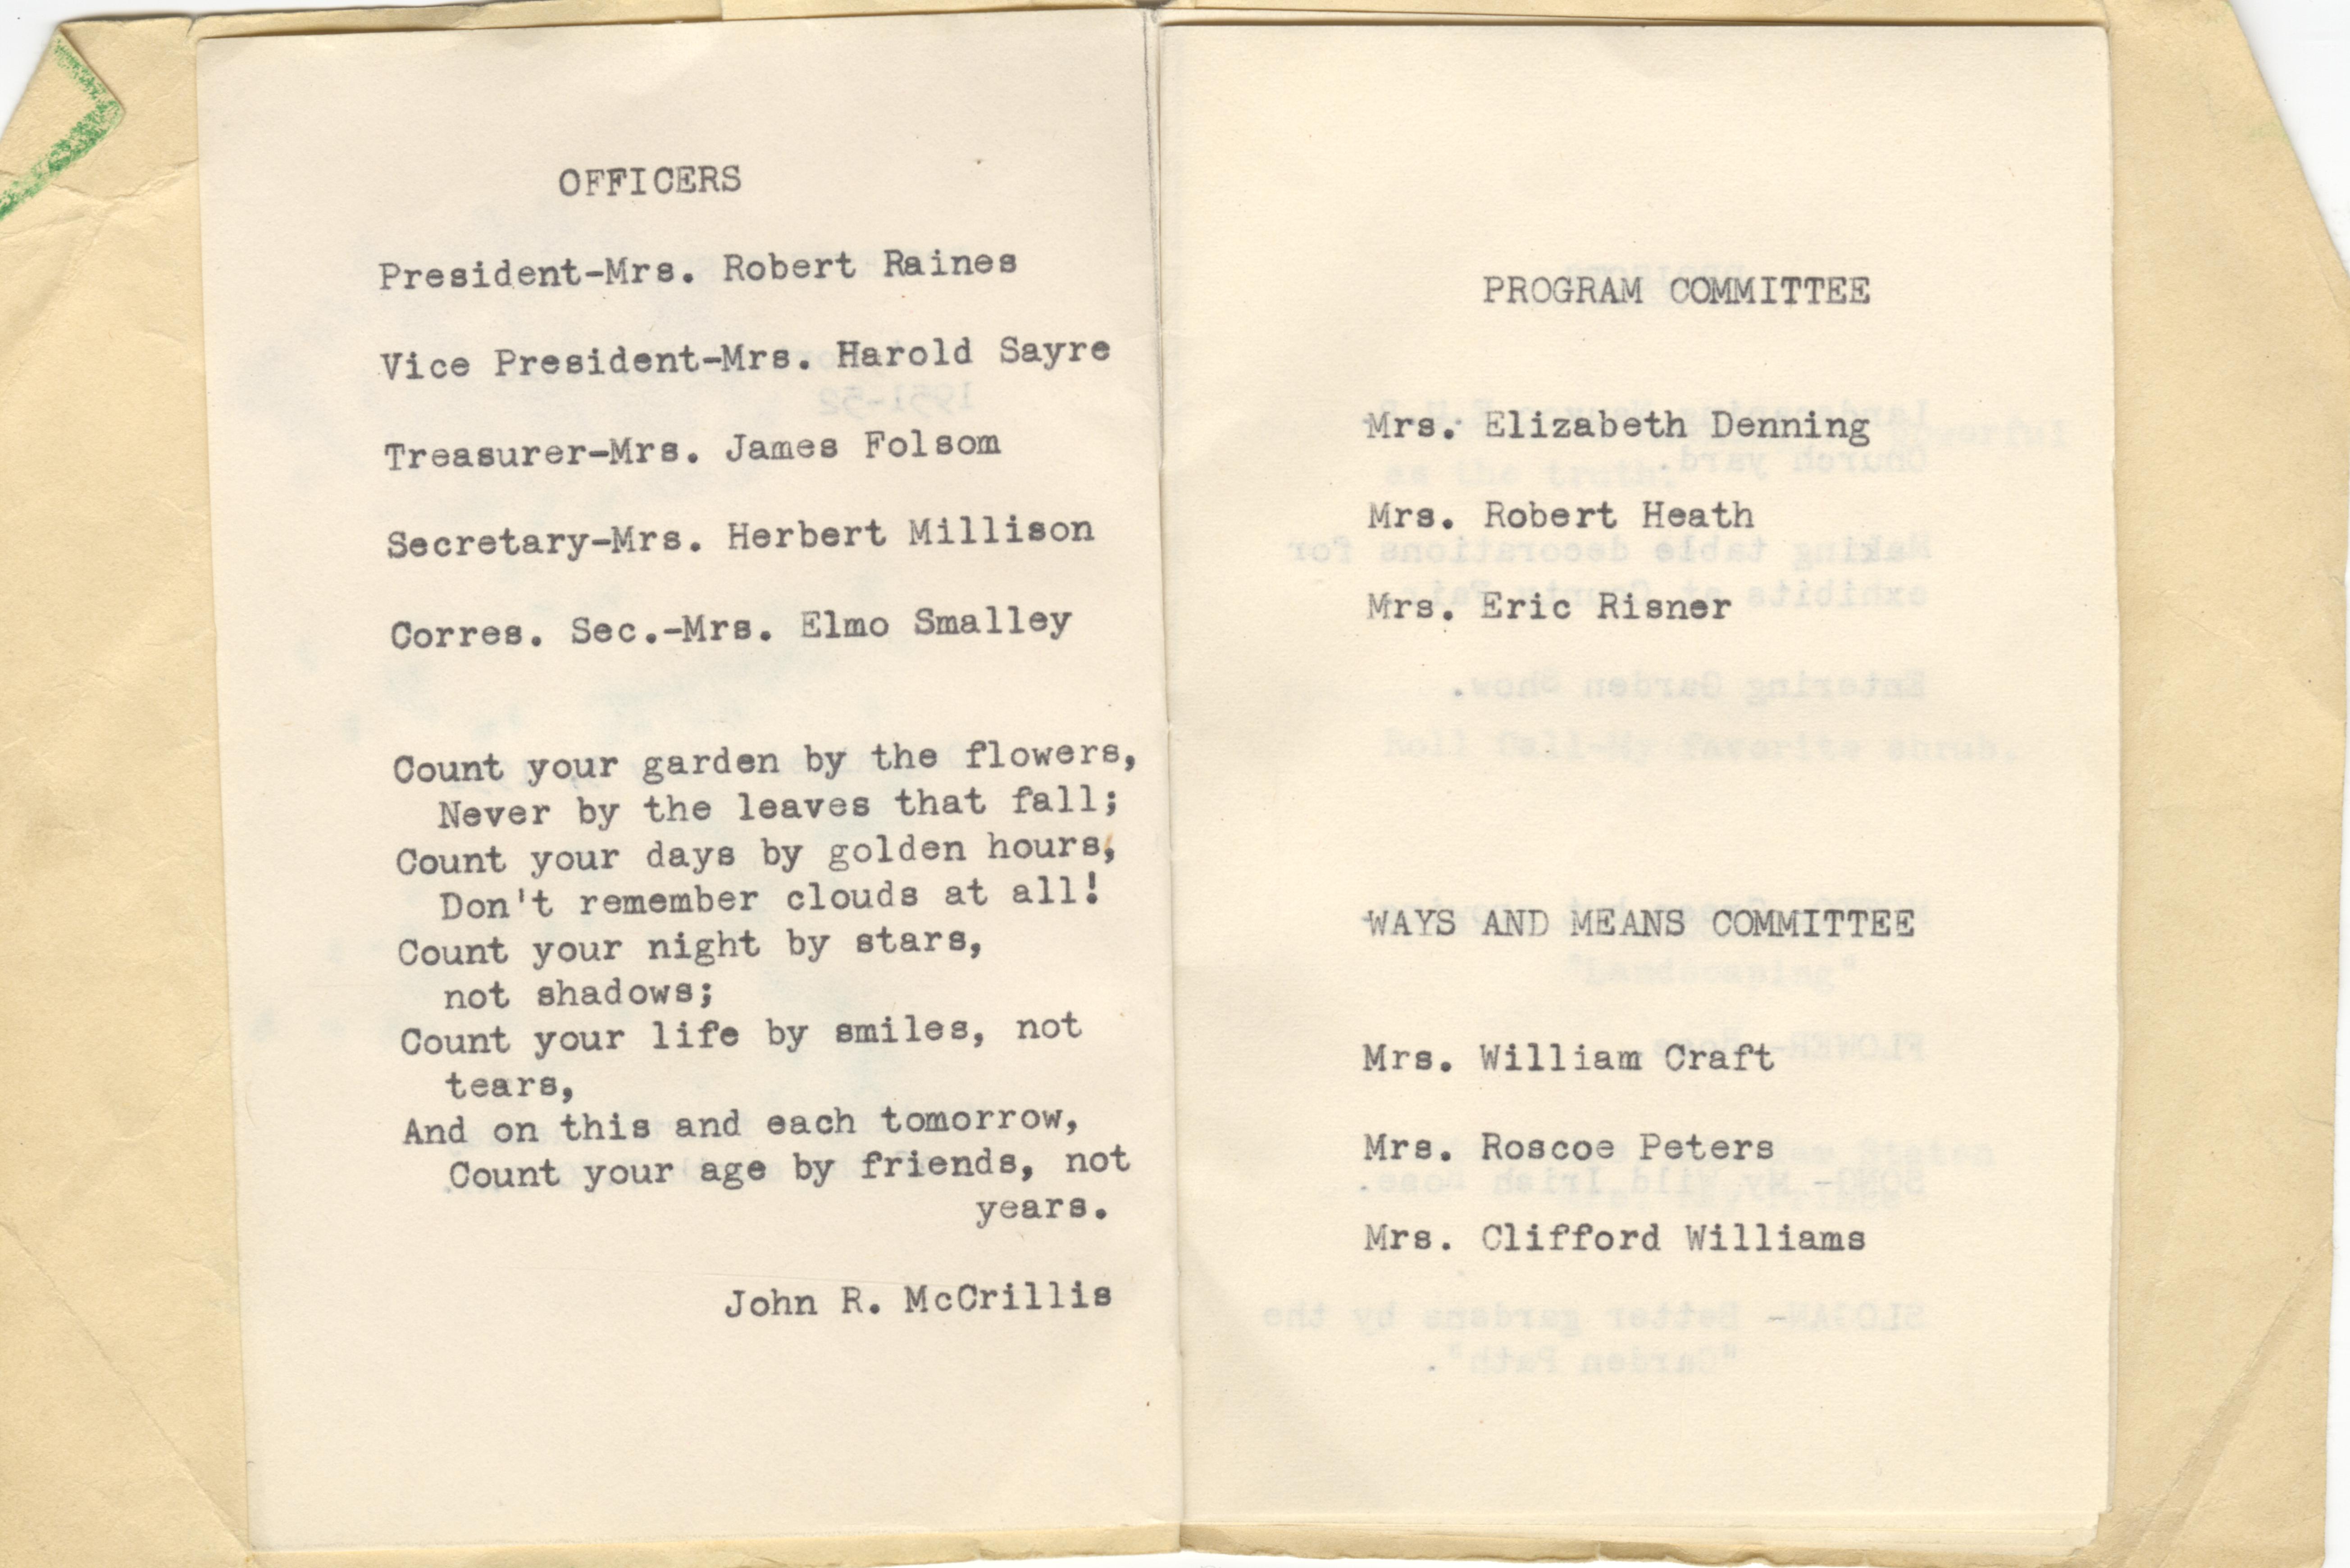 OFFICERS
President-Mrs. Robert Raines
Vice President-Mrs. Harold Sayre
Treasurer-Mrs. James Folsom
Secretary-Mrs. Herbert Millison
Corres. Sec.-Mrs. Elmo Smalley
Count your garden by the flowers,
Never by the leaves that fall;
Count your days by golden hours,
Don't remember clouds at all!
Count your night by stars,
not shadows;
Count your life by smiles, not
tears,
And on this and each tomorrow,
Count your age by friends, not
years.
John R. McCrillis
PROGRAM COMMITTEE
Mrs. Elizabeth Denning
Mrs. Robert Heath
Mrs. Eric Risner
WAYS AND MEANS COMMITTEE
Mrs. William Craft
Mrs. Roscoe Peters
Mrs. Clifford Williams